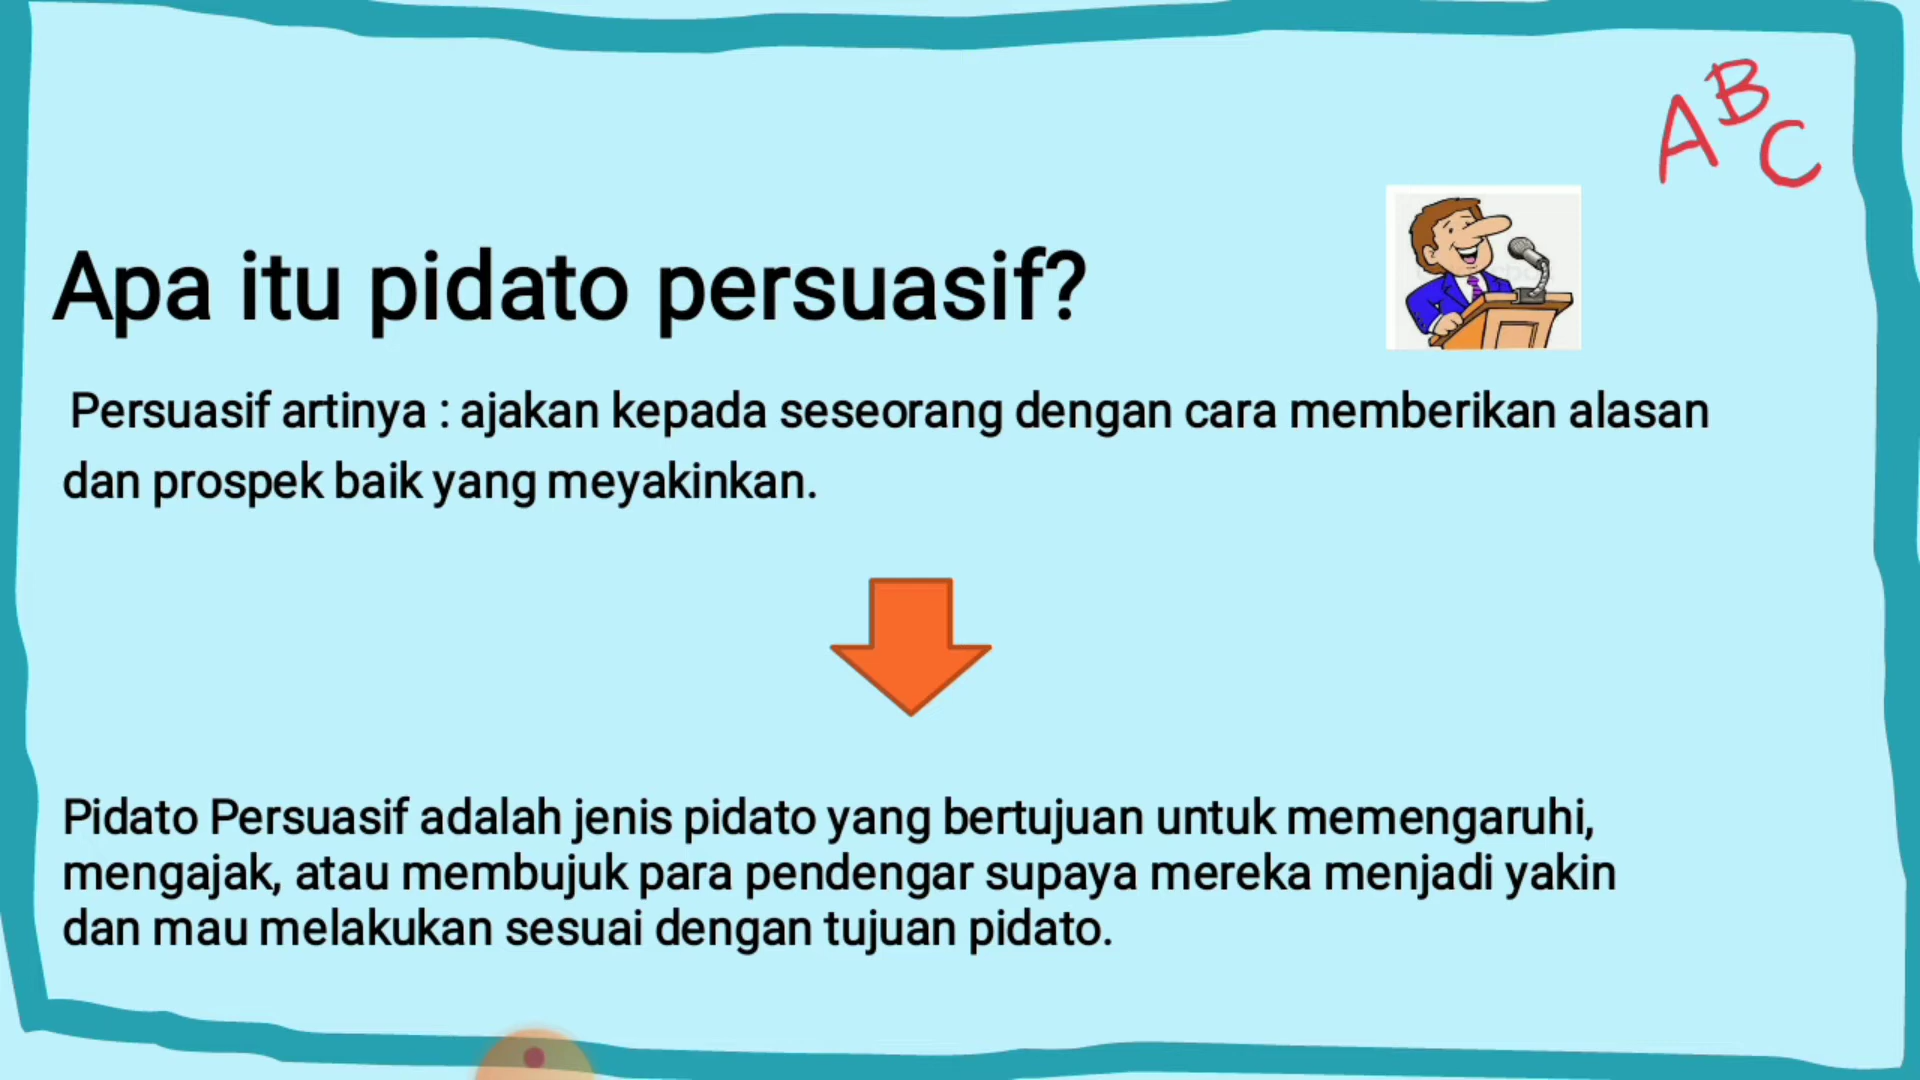 A B C
Apa itu pidato persuasif?
Persuasif artinya : ajakan kepada seseorang dengan cara memberikan alasan
dan prospek baik yang meyakinkan.
Pidato Persuasif adalah jenis pidato yang bertujuan untuk memengaruhi,
mengajak, atau membujuk para pendengar supaya mereka menjadi yakin
dan mau melakukan sesuai dengan tujuan pidato.